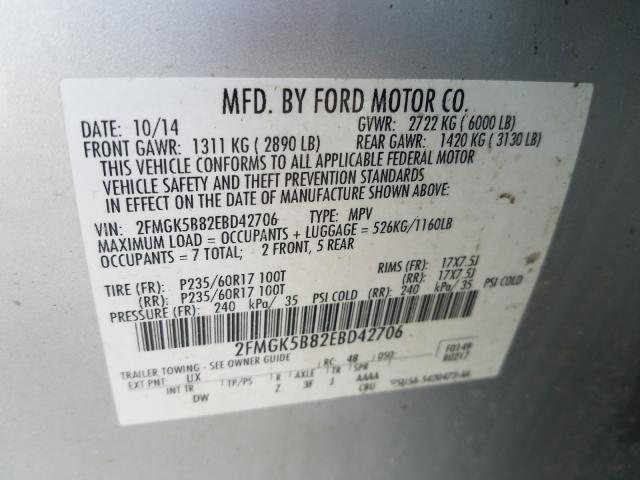 MFD. BY FORD MOTOR CO.
DATE: 10/14 GVWR: 2722 KG ( 6000 LB)
FRONT GAWR: 1311 KG ( 2890 LB) REAR GAWR: 1420 KG ( 3130 LB)
THIS VEHICLE CONFORMS TO ALL APPLICABLE FEDERAL MOTOR
VEHICLE SAFETY AND THEFT PREVENTION STANDARDS
IN EFFECT ON THE DATE OF MANUFACTURE SHOWN ABOVE.
VIN: 2FMGK5B82EBD42706 TYPE: MPV
MAXIMUM LOAD = OCCUPANTS + LUGGAGE = 526KG/1160LB
OCCUPANTS = 7 TOTAL; 2 FRONT, 5 REAR
TIRE (FR): P235/60R17 100T RIMS (FR): 17X7.5J
(RR): P235/60R17 100T (RR): 17X7.5J
PRESSURE (FR): 240 kPa/ 35 PSI COLD (RR): 240 kPa/ 35 PSI COLD
2FMGK5B82EBD42706
TRAILER TOWING - SEE OWNER GUIDE RC: 48 DSO: F0149
EXT PNT: UX R AXLE TR SPR R0217
INT TR TP/PS Z 3F J AAAA
DW CBU